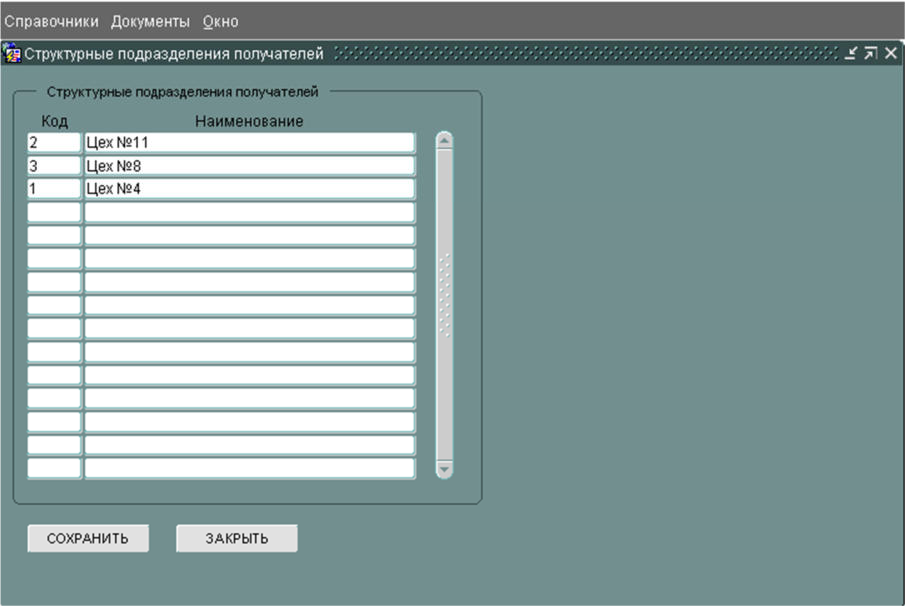 Справочники Документы Окно
Структурные подразделения получателей
Структурные подразделения получателей
Код Наименование
2 Цех №11
3 Цех №8
1 Цех №4
СОХРАНИТЬ ЗАКРЫТЬ